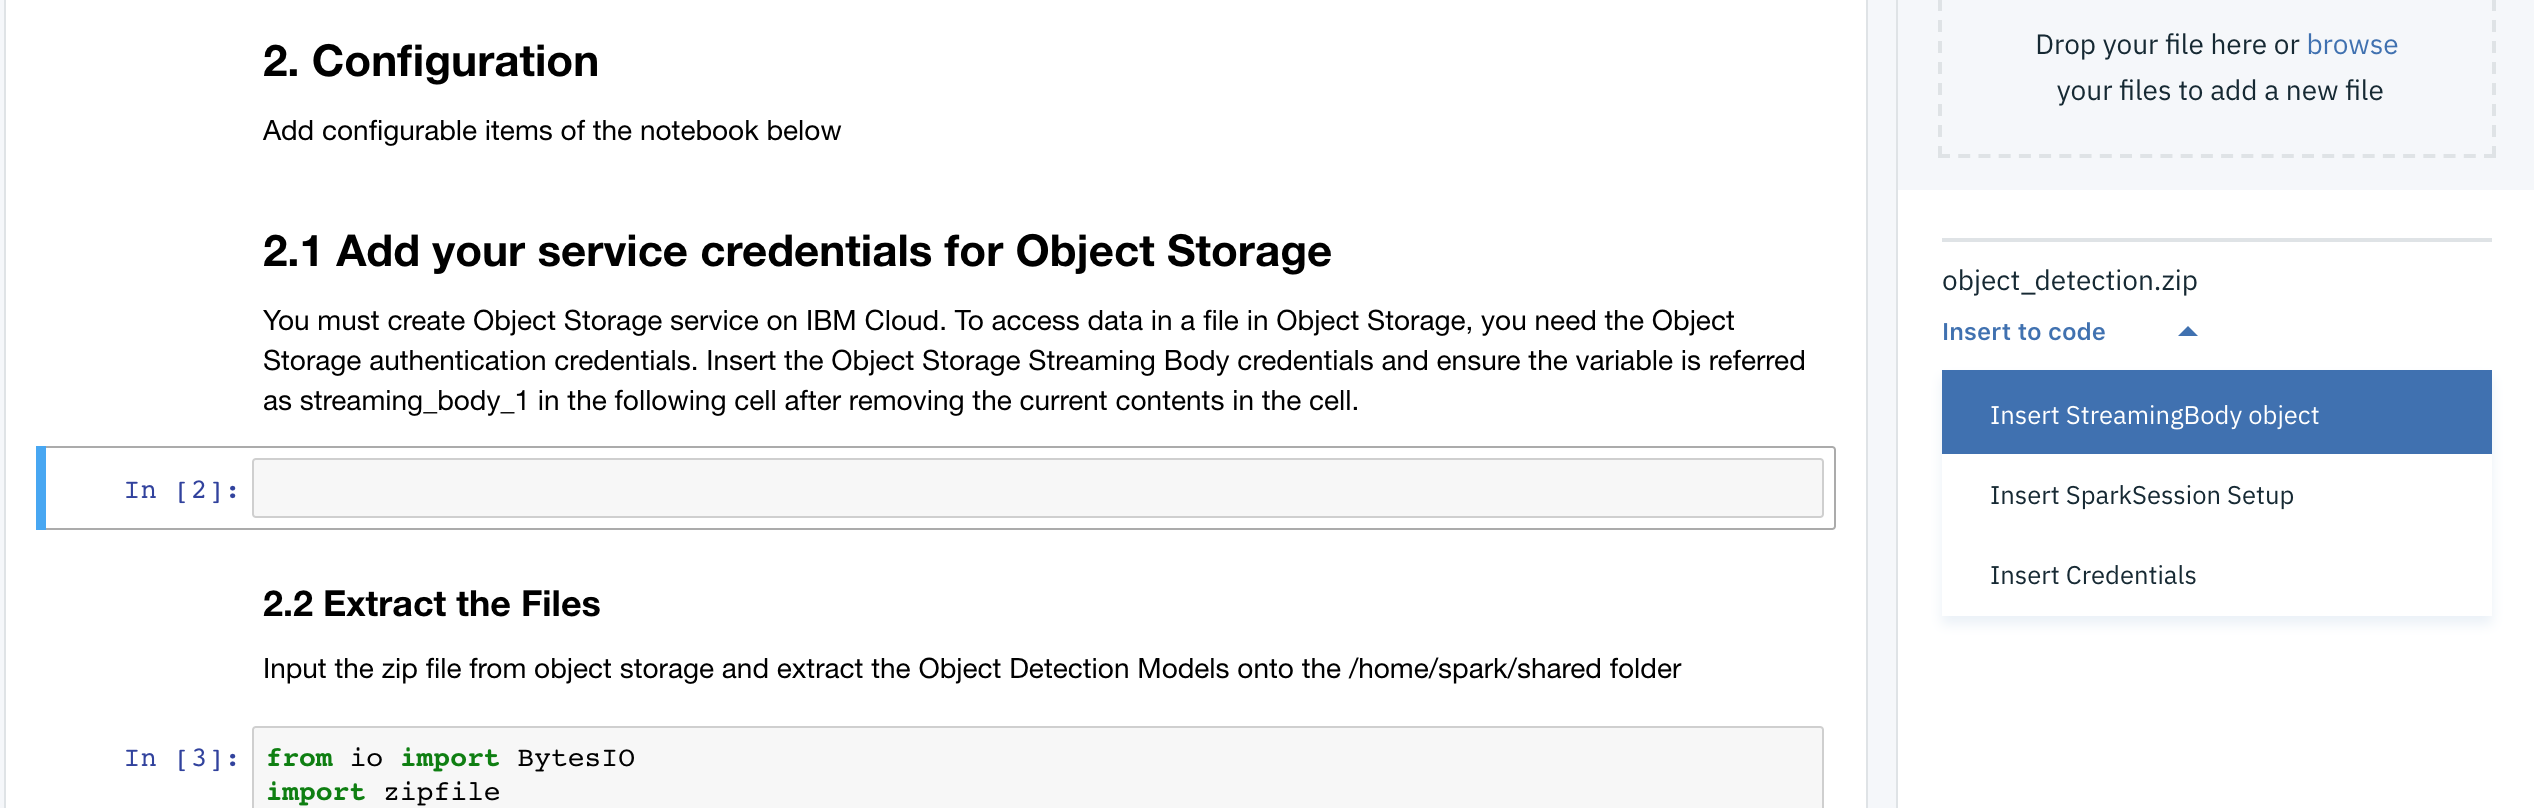 2. Configuration
Add configurable items of the notebook below
2.1 Add your service credentials for Object Storage
You must create Object Storage service on IBM Cloud. To access data in a file in Object Storage, you need the Object
Storage authentication credentials. Insert the Object Storage Streaming Body credentials and ensure the variable is referred
as streaming_body_1 in the following cell after removing the current contents in the cell.
In [2]:
2.2 Extract the Files
Input the zip file from object storage and extract the Object Detection Models onto the /home/spark/shared folder
In [3]:
from io import BytesIO
import zipfile
Drop your file here or browse
your files to add a new file
object_detection.zip
Insert to code
Insert StreamingBody object
Insert SparkSession Setup
Insert Credentials